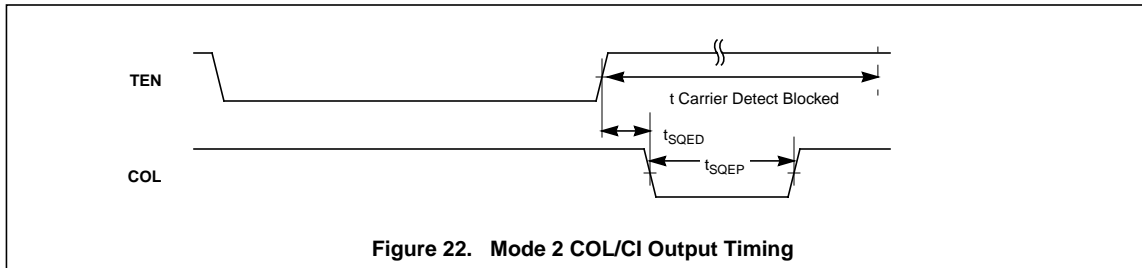 TEN
t Carrier Detect Blocked
tSQED
tSQEP
COL
Figure 22. Mode 2 COL/CI Output Timing